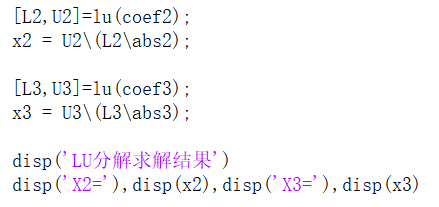 [L2,U2]=lu(coef2);
x2 = U2\(L2\abs2);
[L3,U3]=lu(coef3);
x3 = U3\(L3\abs3);
disp('LU分解求解结果')
disp('X2='),disp(x2),disp('X3='),disp(x3)